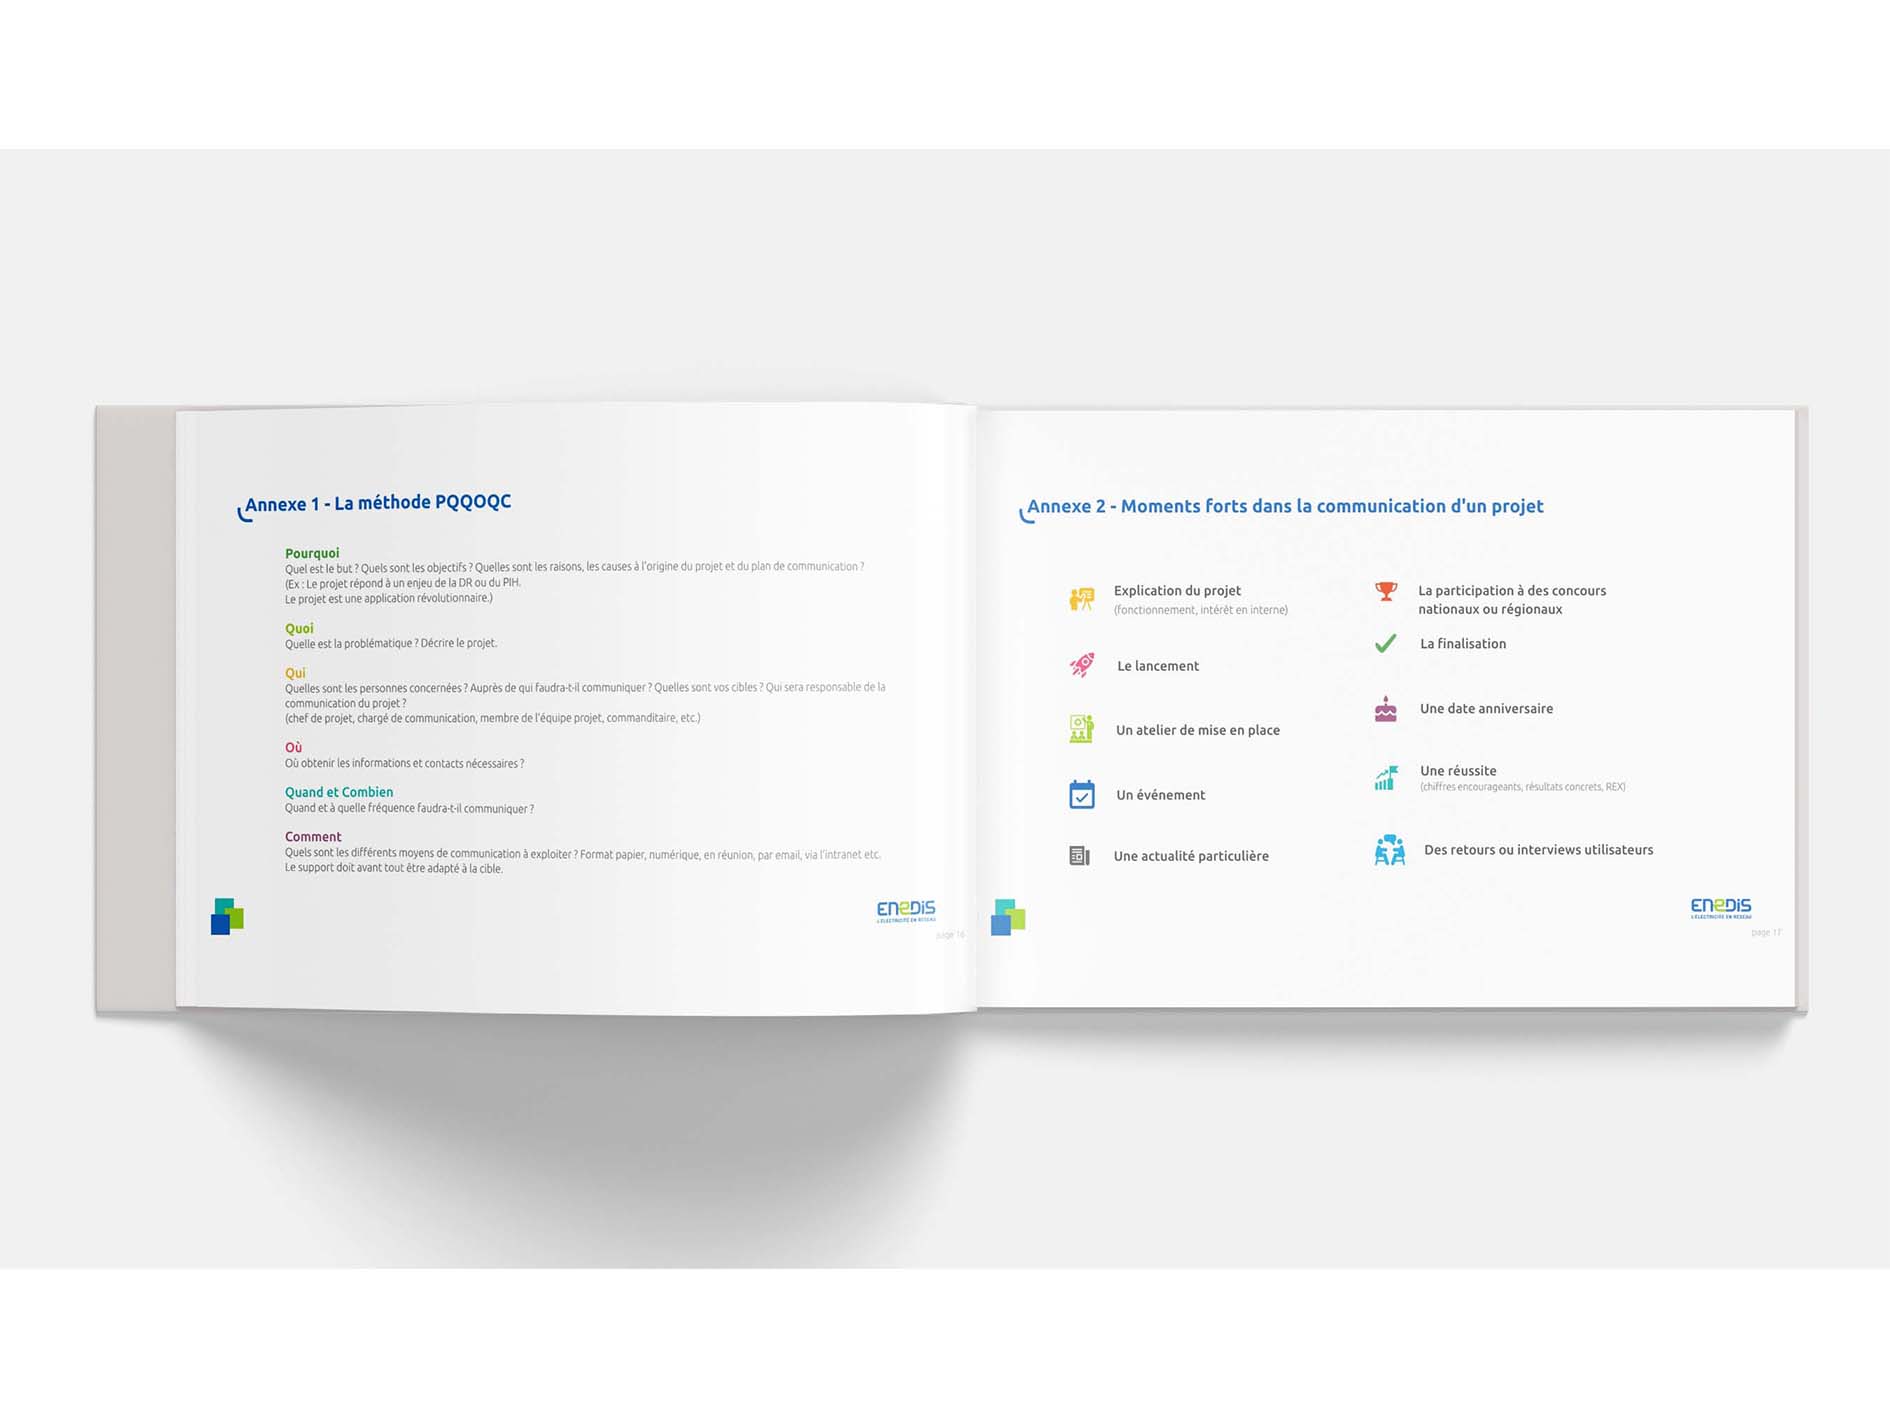 Annexe 1 - La méthode PQQOQC
Pourquoi
Quel est le but ? Quels sont les objectifs ? Quelles sont les raisons, les causes à l'origine du projet et du plan de communication ?
(Ex : Le projet répond à un enjeu de la DR ou du PIH.
Le projet est une application révolutionnaire.)
Quoi
Quelle est la problématique ? Décrire le projet.
Qui
Quelles sont les personnes concernées ? Auprès de qui faudra-t-il communiquer ? Quelles sont vos cibles ? Qui sera responsable de la
communication du projet ?
(chef de projet, chargé de communication, membre de l'équipe projet, commanditaire, etc.)
Où
Où obtenir les informations et contacts nécessaires ?
Quand et Combien
Quand et à quelle fréquence faudra-t-il communiquer ?
Comment
Quels sont les différents moyens de communication à exploiter ? Format papier, numérique, en réunion, par email, via l'intranet etc.
Le support doit avant tout être adapté à la cible.
ENEDIS
L'ÉLECTRICITÉ EN RÉSEAU
page 16
Annexe 2 - Moments forts dans la communication d'un projet
Explication du projet
(fonctionnement, intérêt en interne)
Le lancement
Un atelier de mise en place
Un événement
Une actualité particulière
La participation à des concours
nationaux ou régionaux
La finalisation
Une date anniversaire
Une réussite
(chiffres encourageants, résultats concrets, REX)
Des retours ou interviews utilisateurs
ENEDIS
L'ÉLECTRICITÉ EN RÉSEAU
page 17